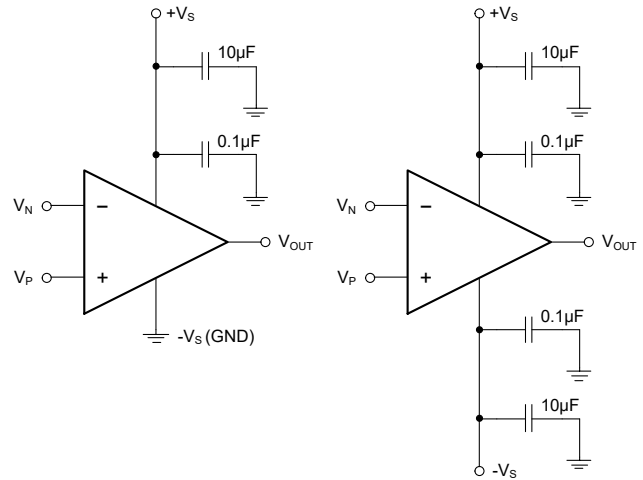 +VS
10µF
0.1µF
VN
−
VP
+
VOUT
-VS (GND)
+VS
10µF
0.1µF
VN
−
VP
+
VOUT
0.1µF
10µF
-VS